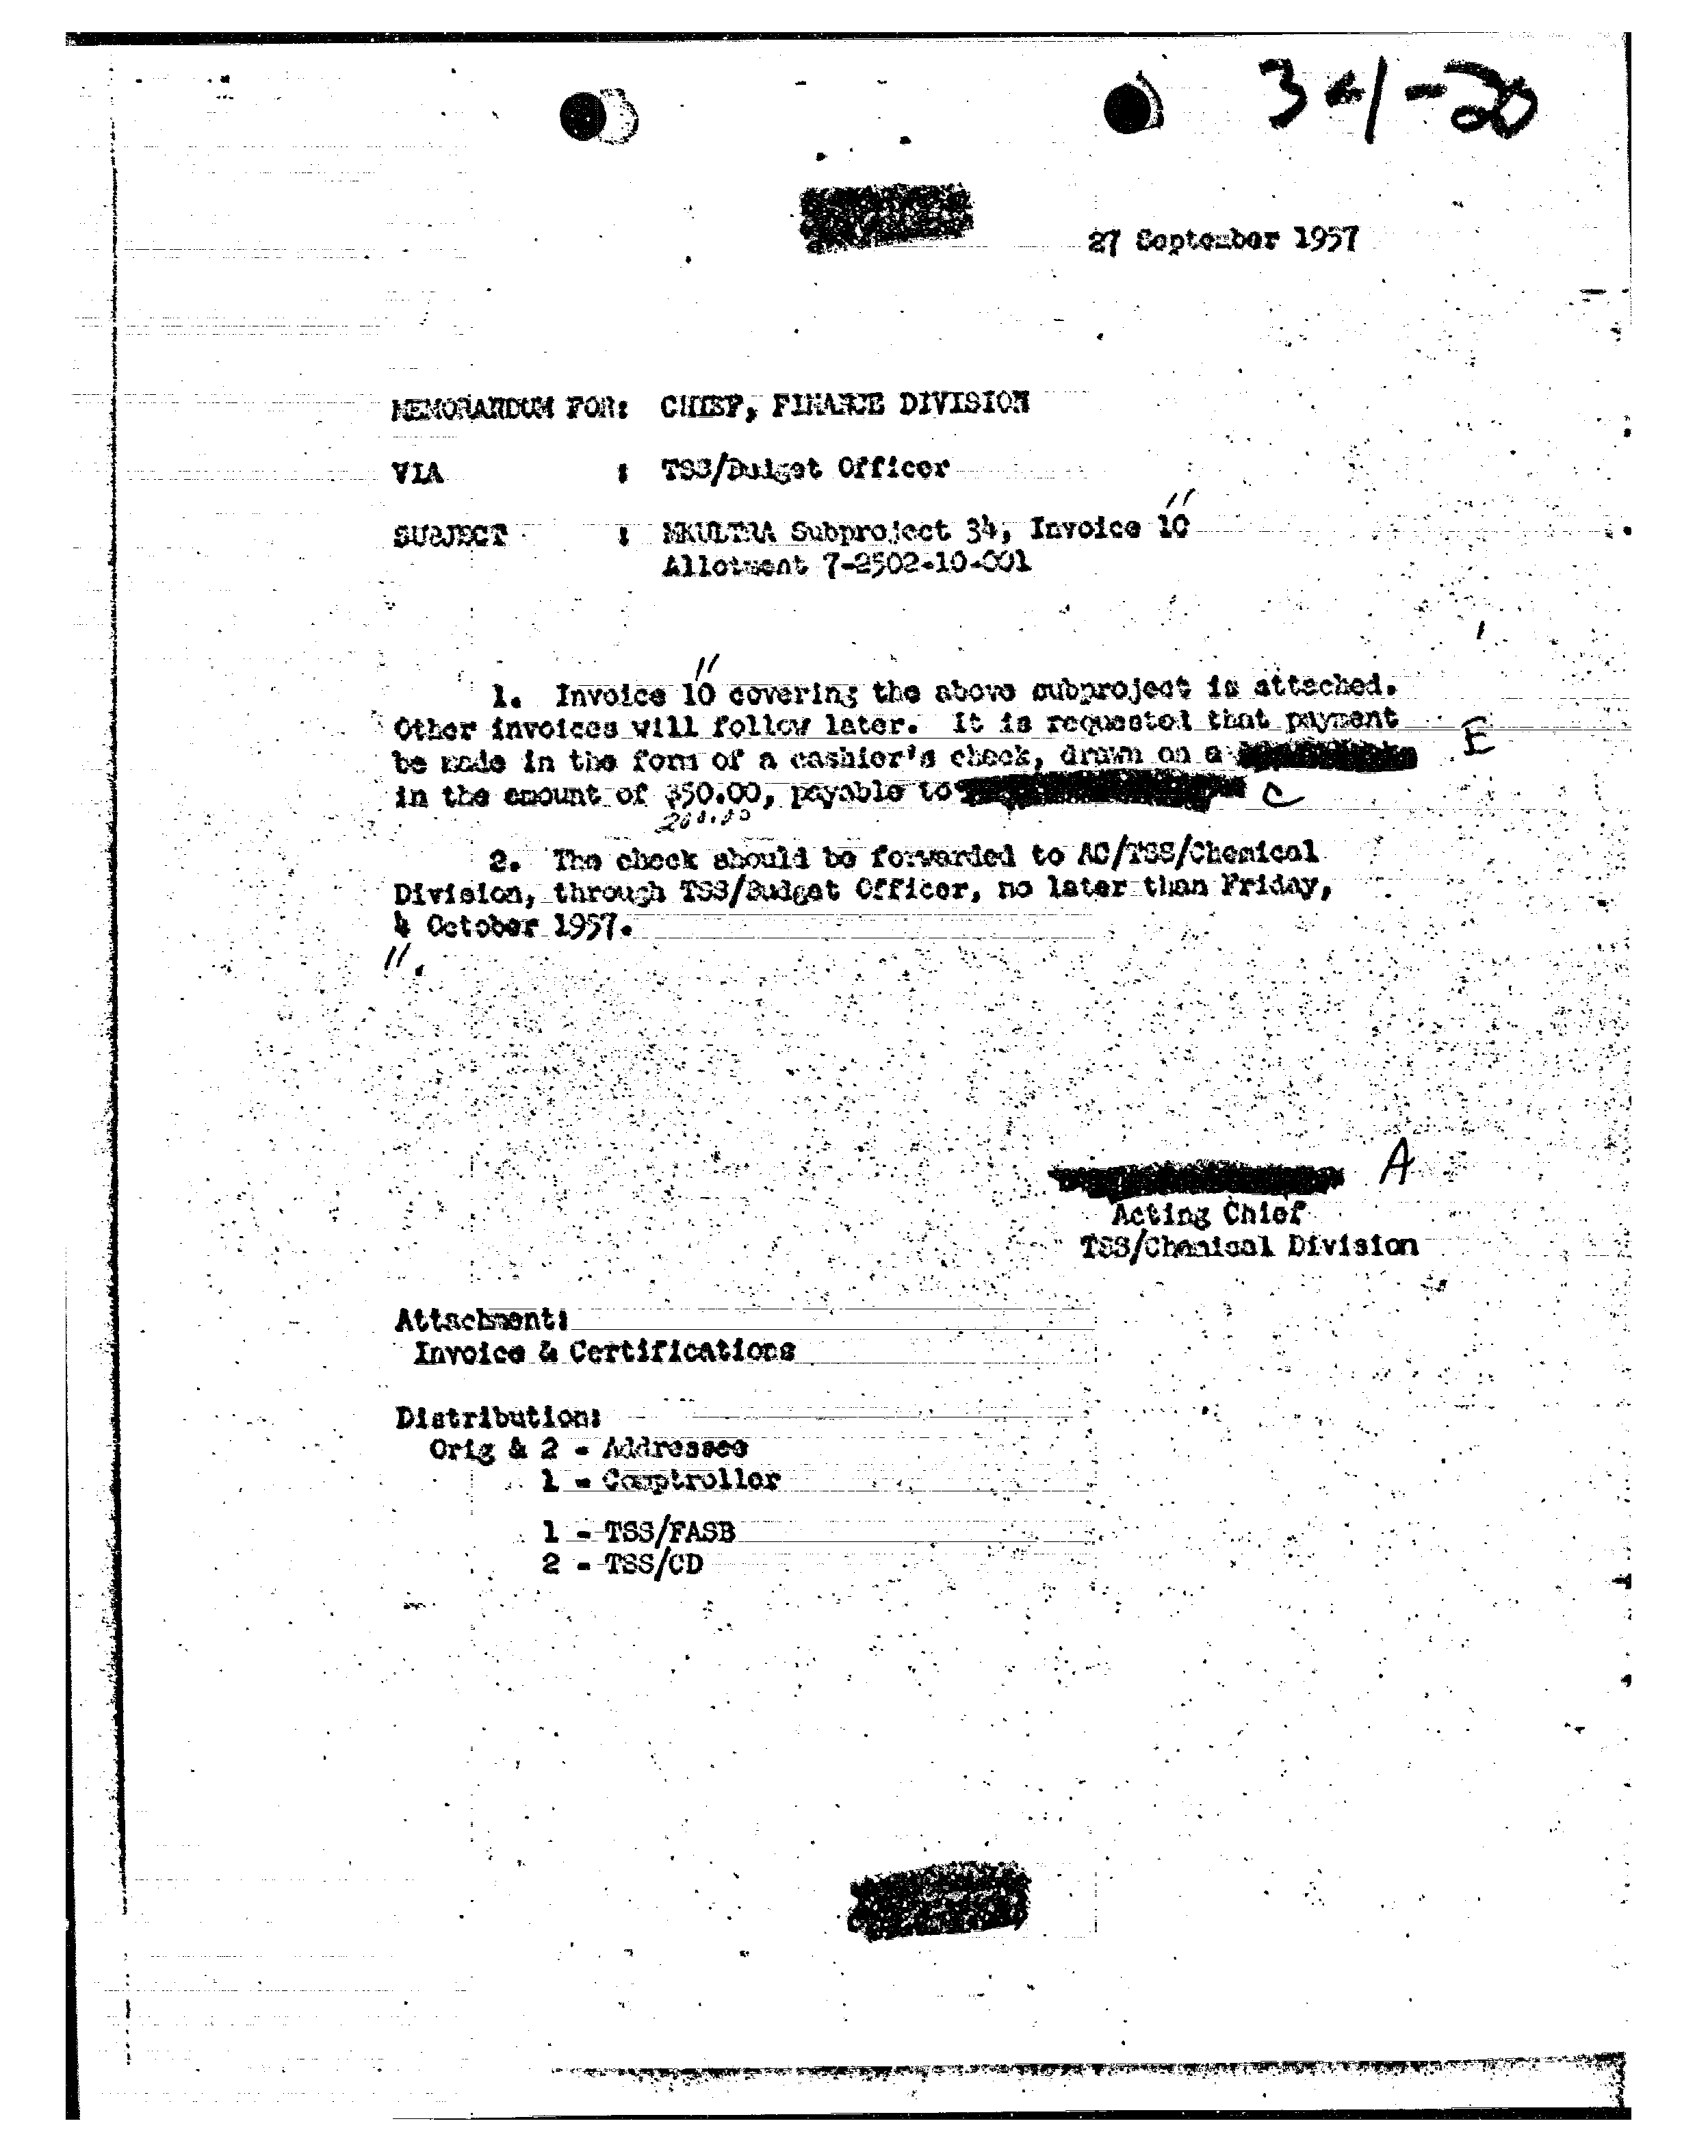 34-20
27 September 1957
MEMORANDUM FOR: CHIEF, FINANCE DIVISION
VIA : TSS/Budget Officer
11
SUBJECT : MKULTRA Subproject 34, Invoice 10
Allotment 7-2502-10-001
11
1. Invoice 10 covering the above subproject is attached.
Other invoices will follow later. It is requested that payment E
be made in the form of a cashier's check, drawn on a
in the amount of $50.00, payable to C
2. The check should be forwarded to AC/TSS/Chemical
Division, through TSS/Budget Officer, no later than Friday,
4 October 1957.
11.
A
Acting Chief
TSS/Chemical Division
Attachment:
Invoice & Certifications
Distribution:
Orig & 2 - Addressee
1 - Comptroller
1 - TSS/FASB
2 - TSS/CD